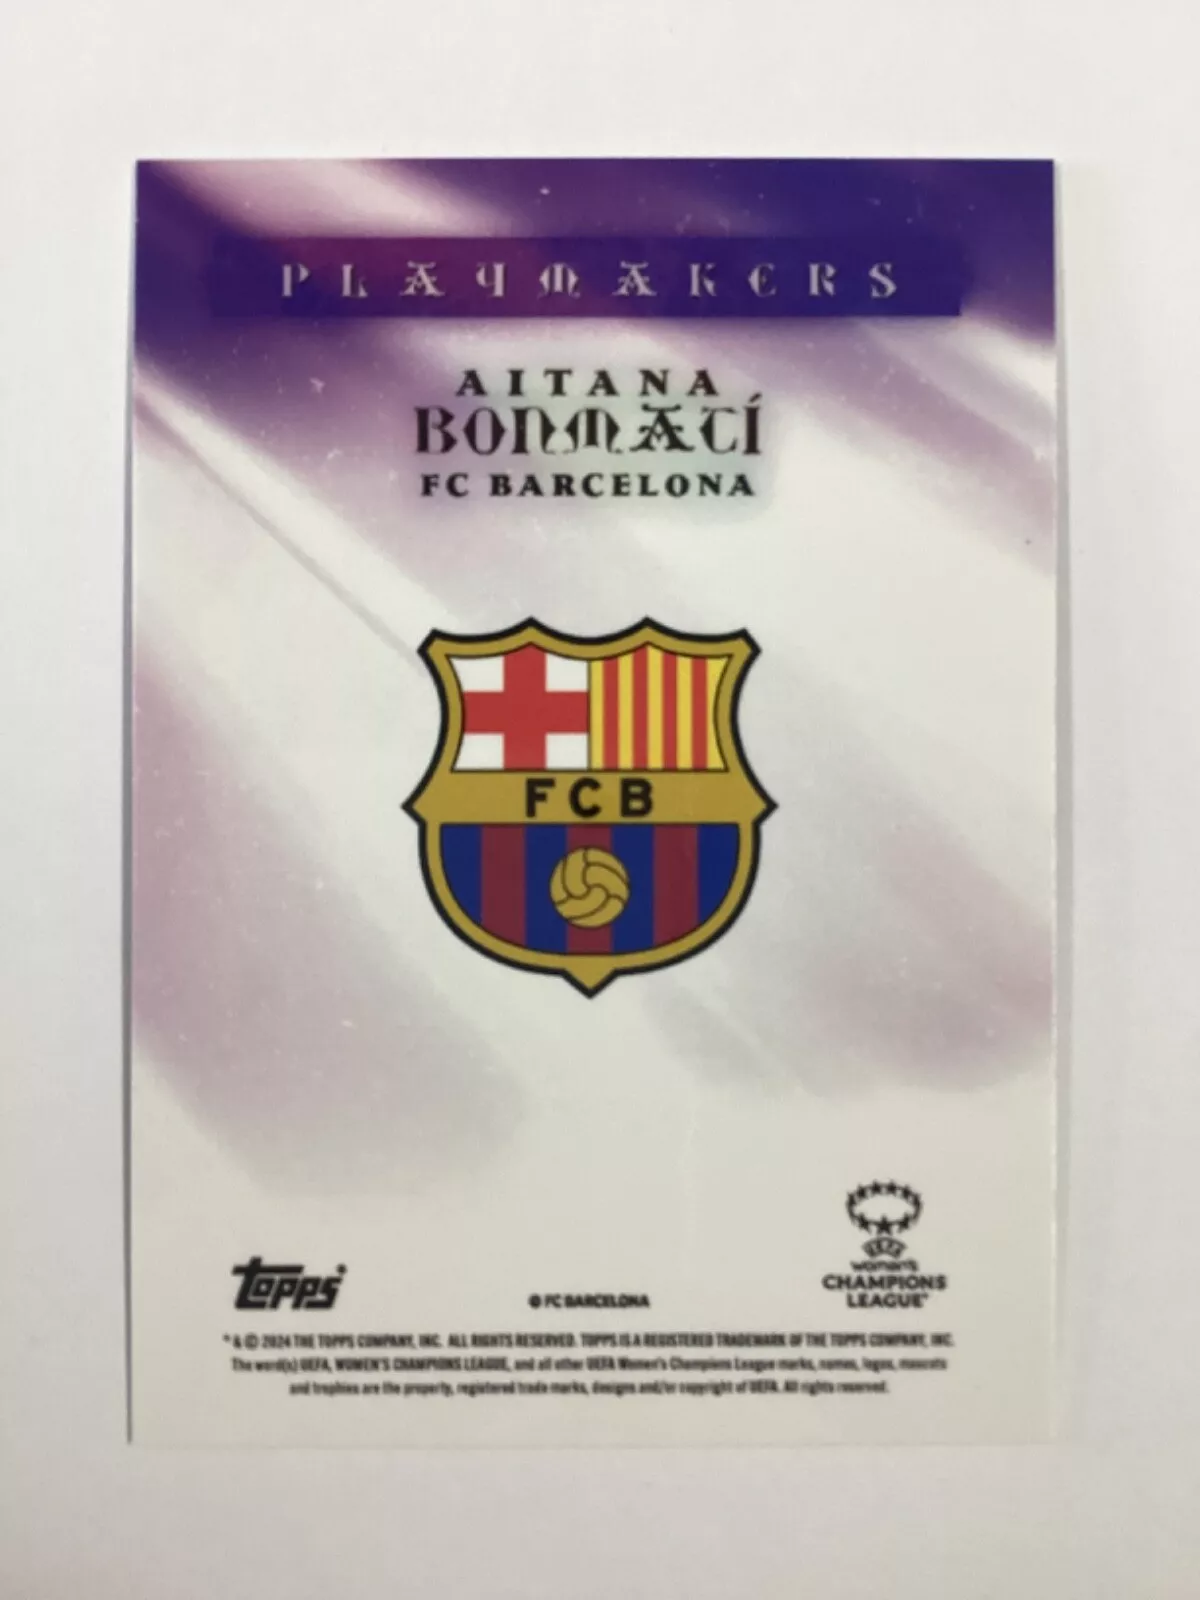 PLAYMAKERS
AITANA
BONMATÍ
FC BARCELONA
FCB
topps®
© FC BARCELONA
UEFA
WOMEN'S
CHAMPIONS
LEAGUE™
® & © 2024 THE TOPPS COMPANY, INC. ALL RIGHTS RESERVED. TOPPS IS A REGISTERED TRADEMARK OF THE TOPPS COMPANY, INC.
The word(s) UEFA, WOMEN'S CHAMPIONS LEAGUE, and all other UEFA Women's Champions League marks, names, logos, mascots
and trophies are the property, registered trade marks, designs and/or copyright of UEFA. All rights reserved.